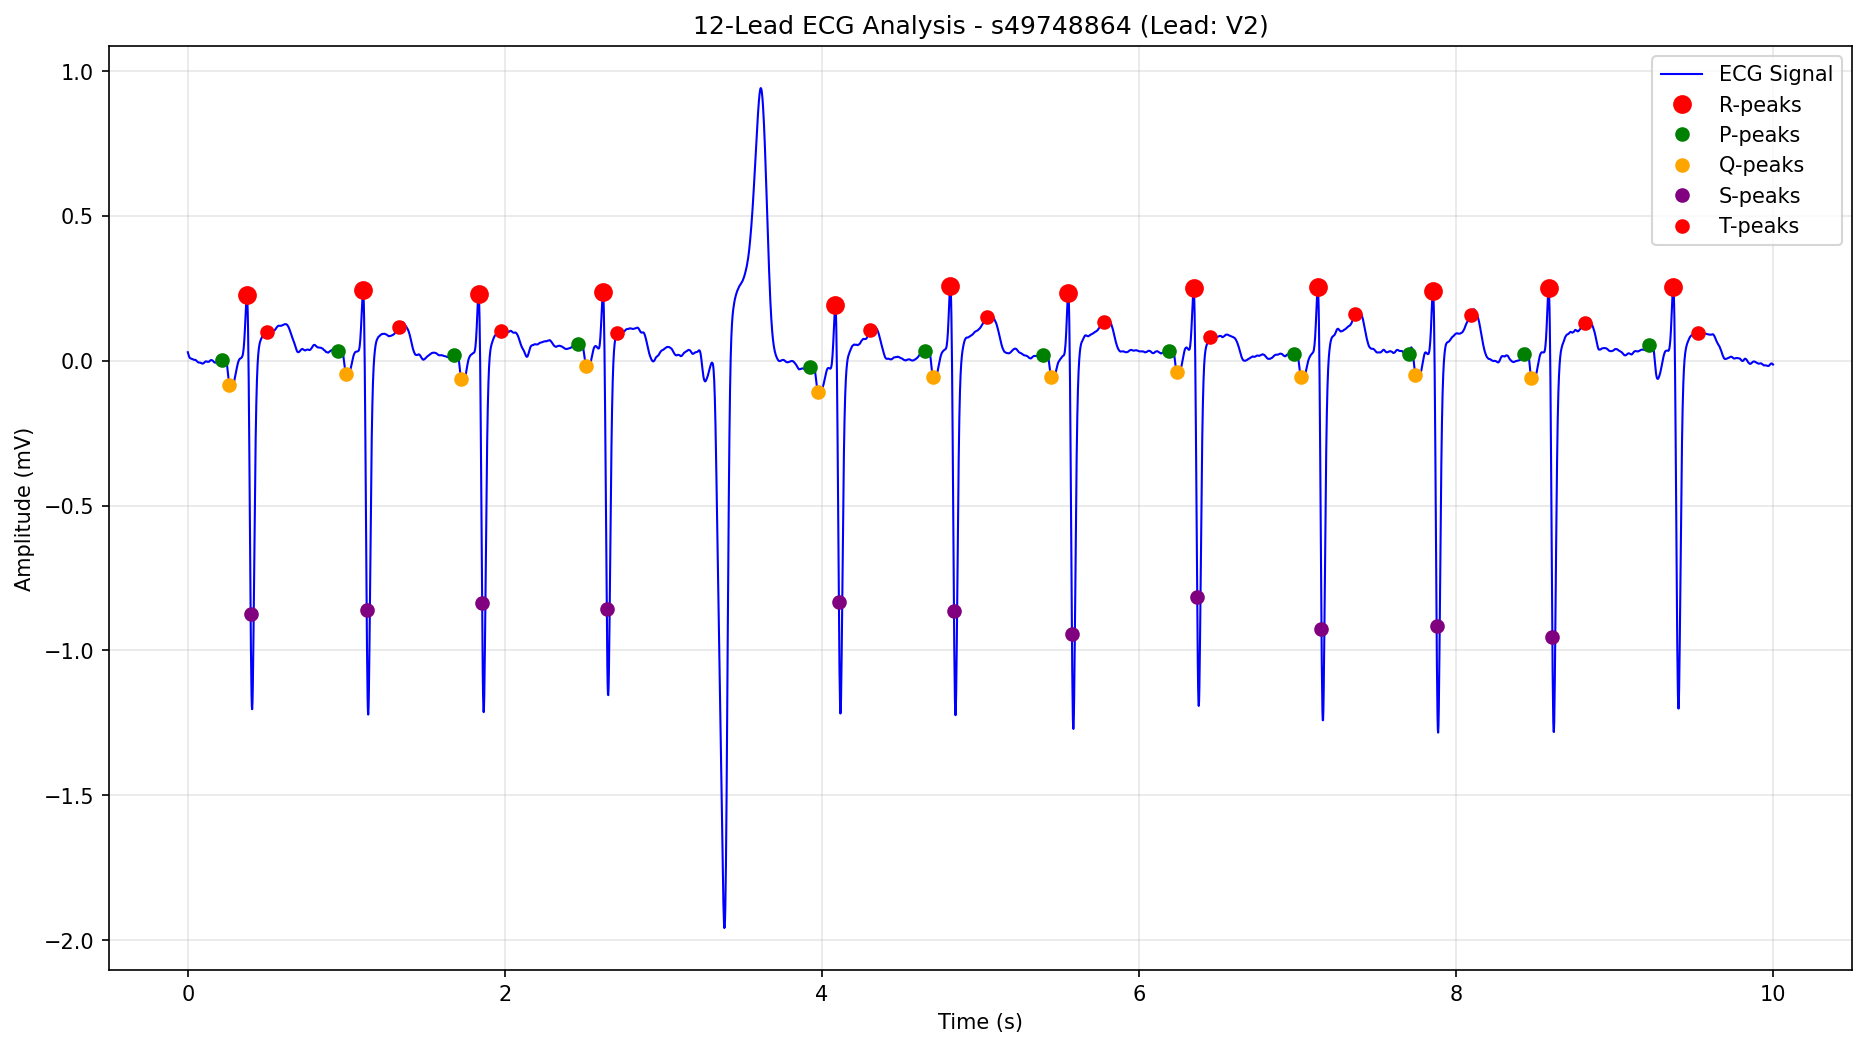 12-Lead ECG Analysis - s49748864 (Lead: V2)
ECG Signal
R-peaks
P-peaks
Q-peaks
S-peaks
T-peaks
Amplitude (mV)
1.0
0.5
0.0
−0.5
−1.0
−1.5
−2.0
0 2 4 6 8 10
Time (s)